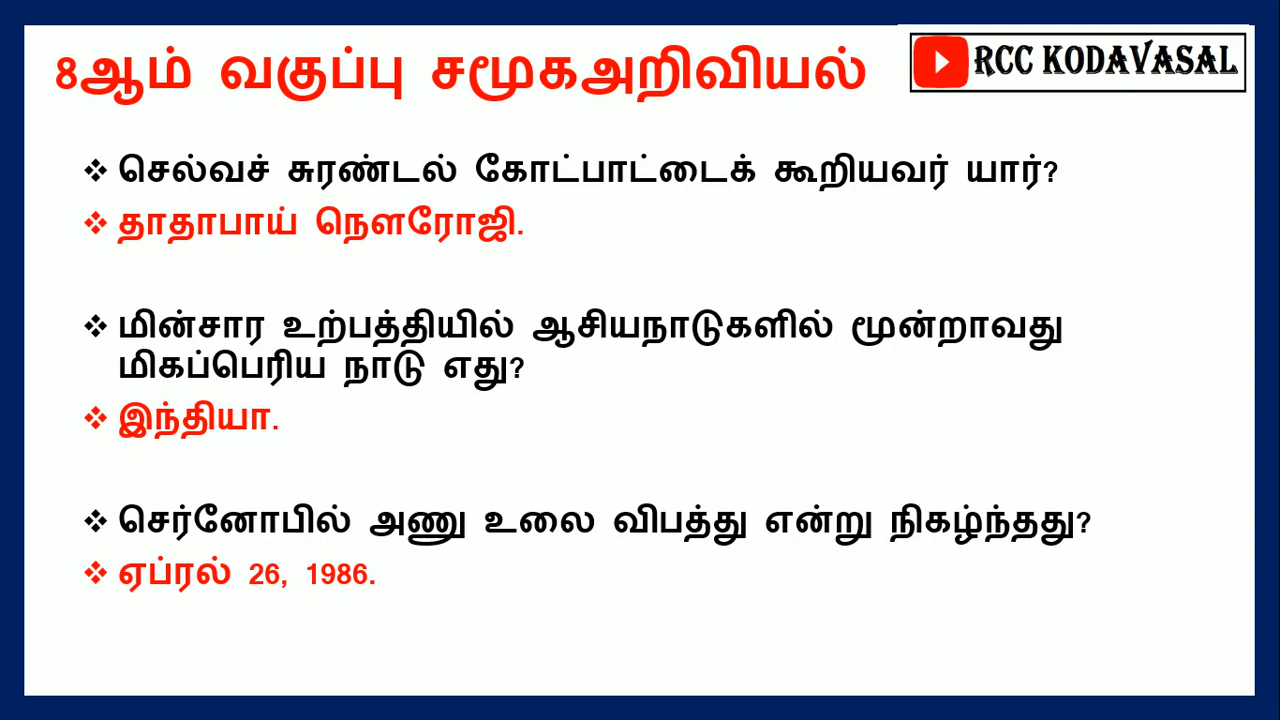 8ஆம் வகுப்பு சமூகஅறிவியல்
RCC KODAVASAL
❖ செல்வச் சுரண்டல் கோட்பாட்டைக் கூறியவர் யார்?
❖ தாதாபாய் நௌரோஜி.
❖ மின்சார உற்பத்தியில் ஆசியநாடுகளில் மூன்றாவது
மிகப்பெரிய நாடு எது?
❖ இந்தியா.
❖ செர்னோபில் அணு உலை விபத்து என்று நிகழ்ந்தது?
❖ ஏப்ரல் 26, 1986.